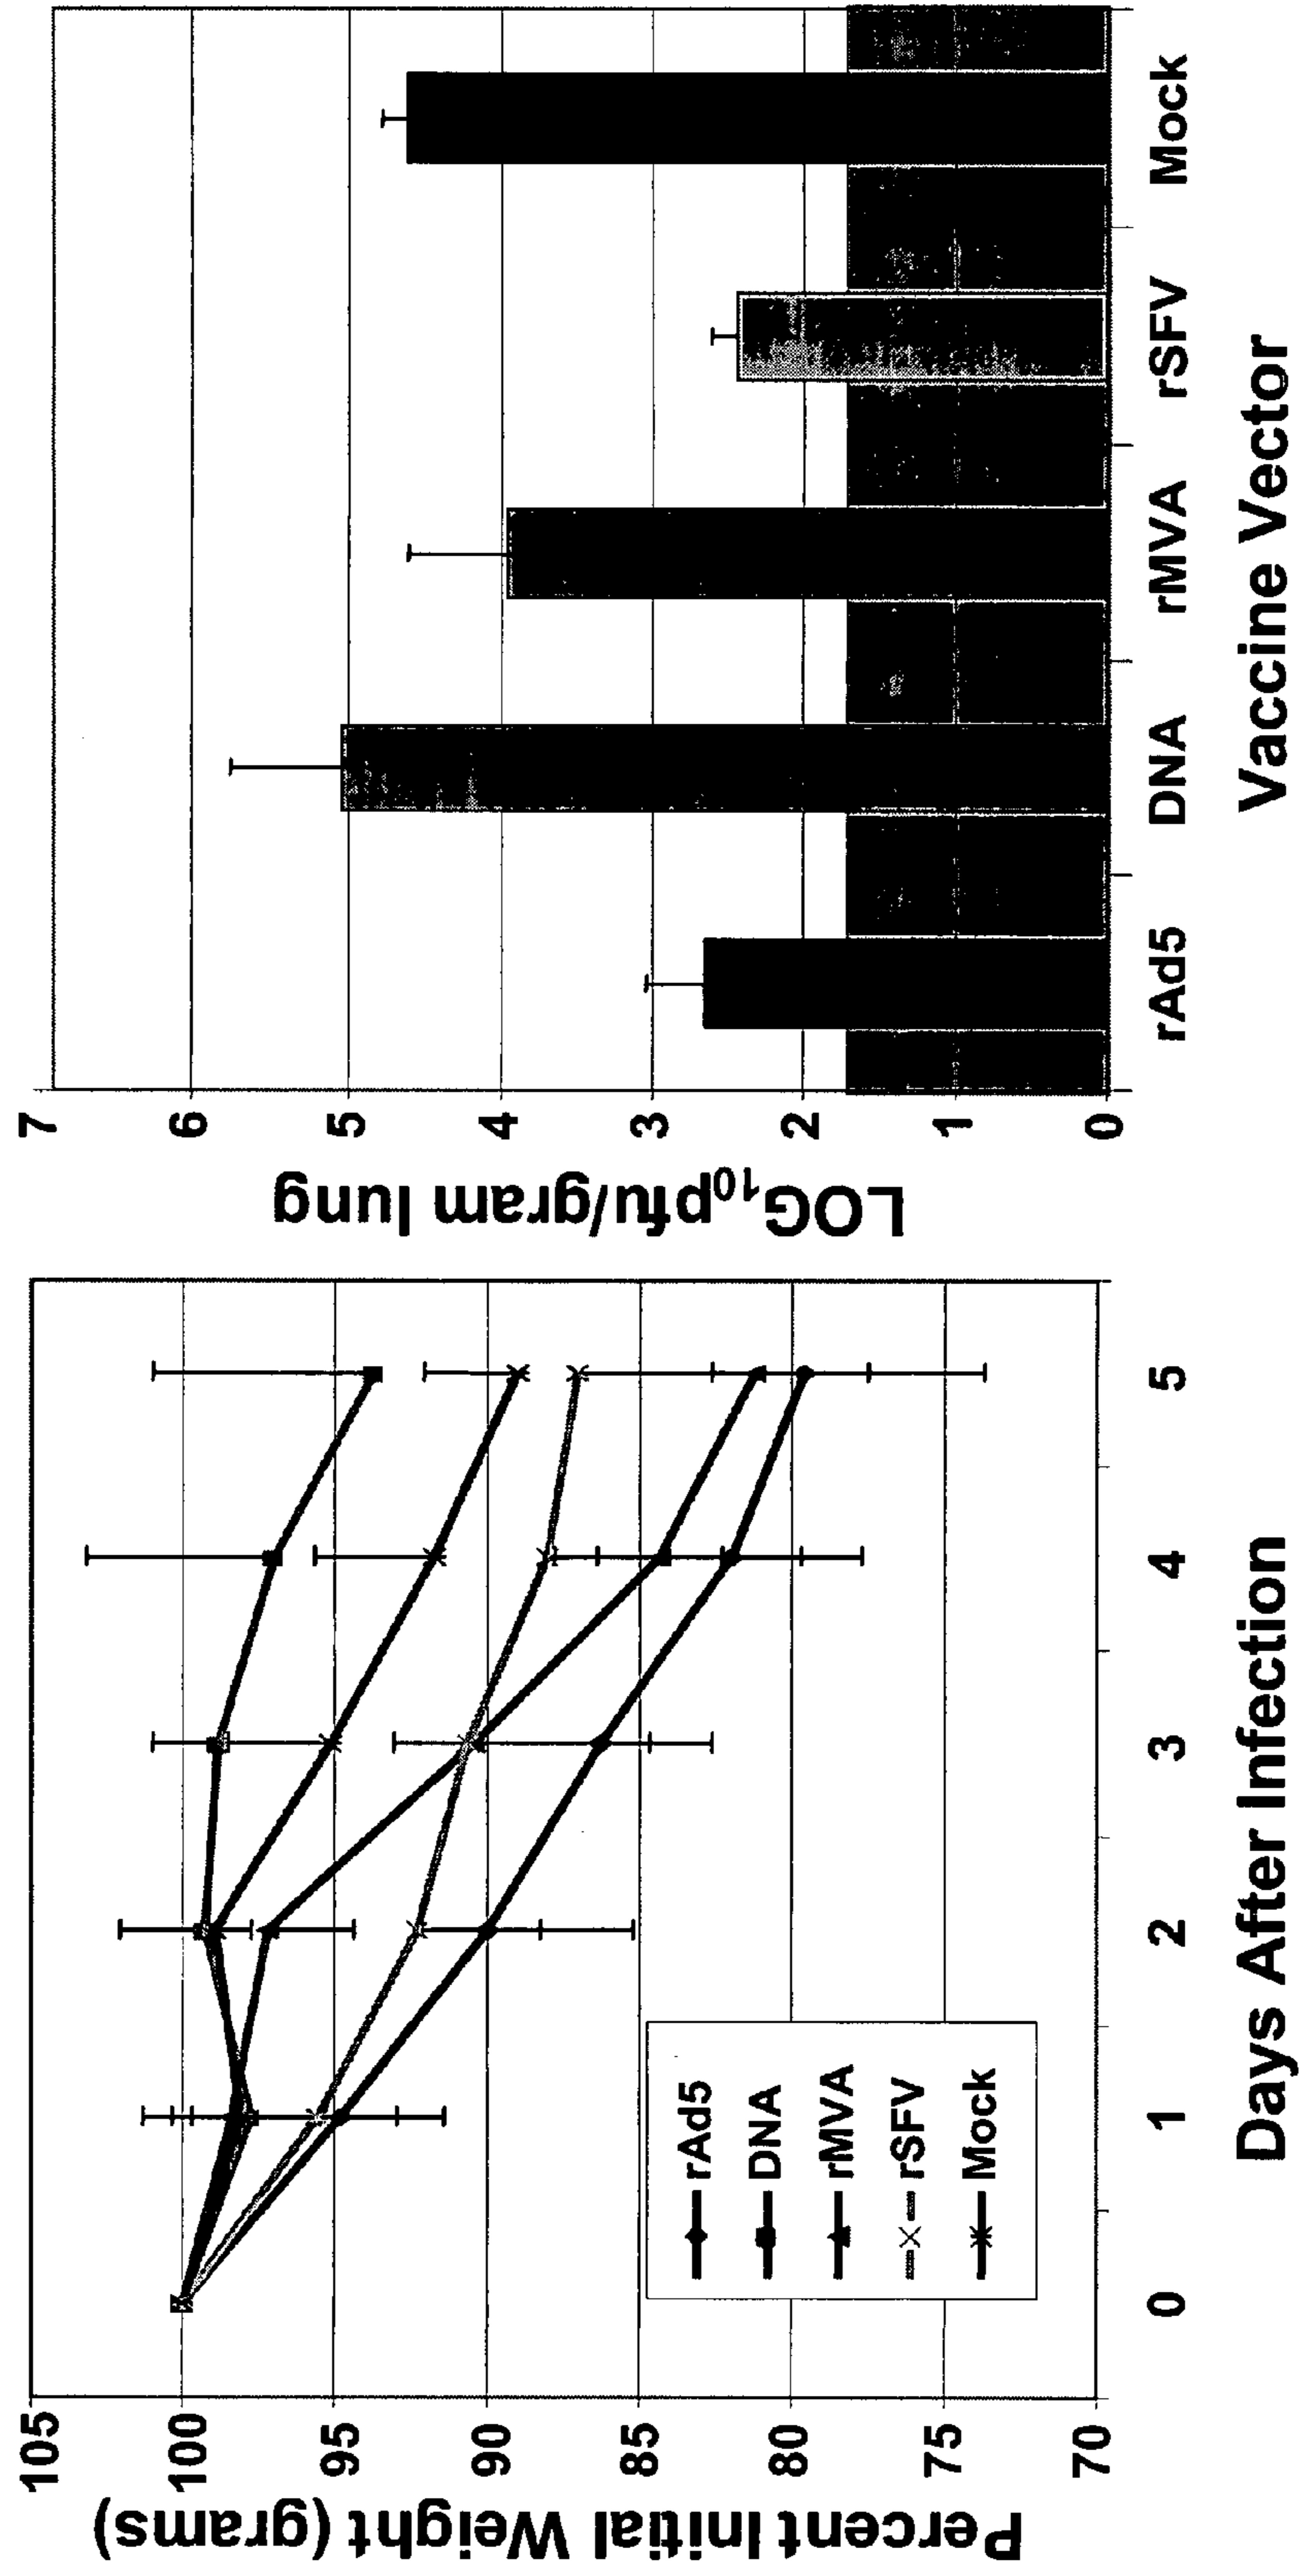 Percent Initial Weight (grams)
105
100
95
90
85
80
75
70
0 1 2 3 4 5
Days After Infection
rAd5
DNA
rMVA
rSFV
Mock
LOG10pfu/gram lung
7
6
5
4
3
2
1
0
rAd5 DNA rMVA rSFV Mock
Vaccine Vector